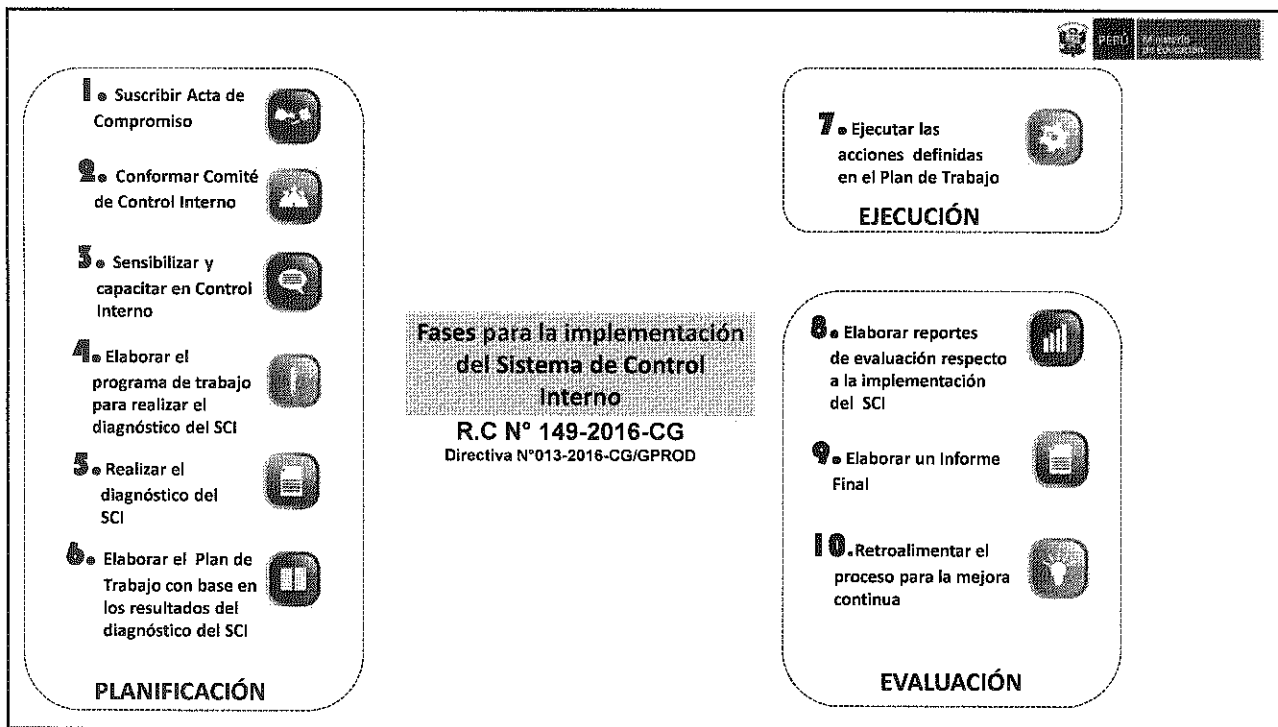 PERÚ
Ministerio
de Educación
1. Suscribir Acta de
Compromiso
2. Conformar Comité
de Control Interno
3. Sensibilizar y
capacitar en Control
Interno
4. Elaborar el
programa de trabajo
para realizar el
diagnóstico del SCI
5. Realizar el
diagnóstico del
SCI
6. Elaborar el Plan de
Trabajo con base en
los resultados del
diagnóstico del SCI
PLANIFICACIÓN
Fases para la implementación
del Sistema de Control
Interno
R.C N° 149-2016-CG
Directiva N°013-2016-CG/GPROD
7. Ejecutar las
acciones definidas
en el Plan de Trabajo
EJECUCIÓN
8. Elaborar reportes
de evaluación respecto
a la implementación
del SCI
9. Elaborar un Informe
Final
10. Retroalimentar el
proceso para la mejora
continua
EVALUACIÓN